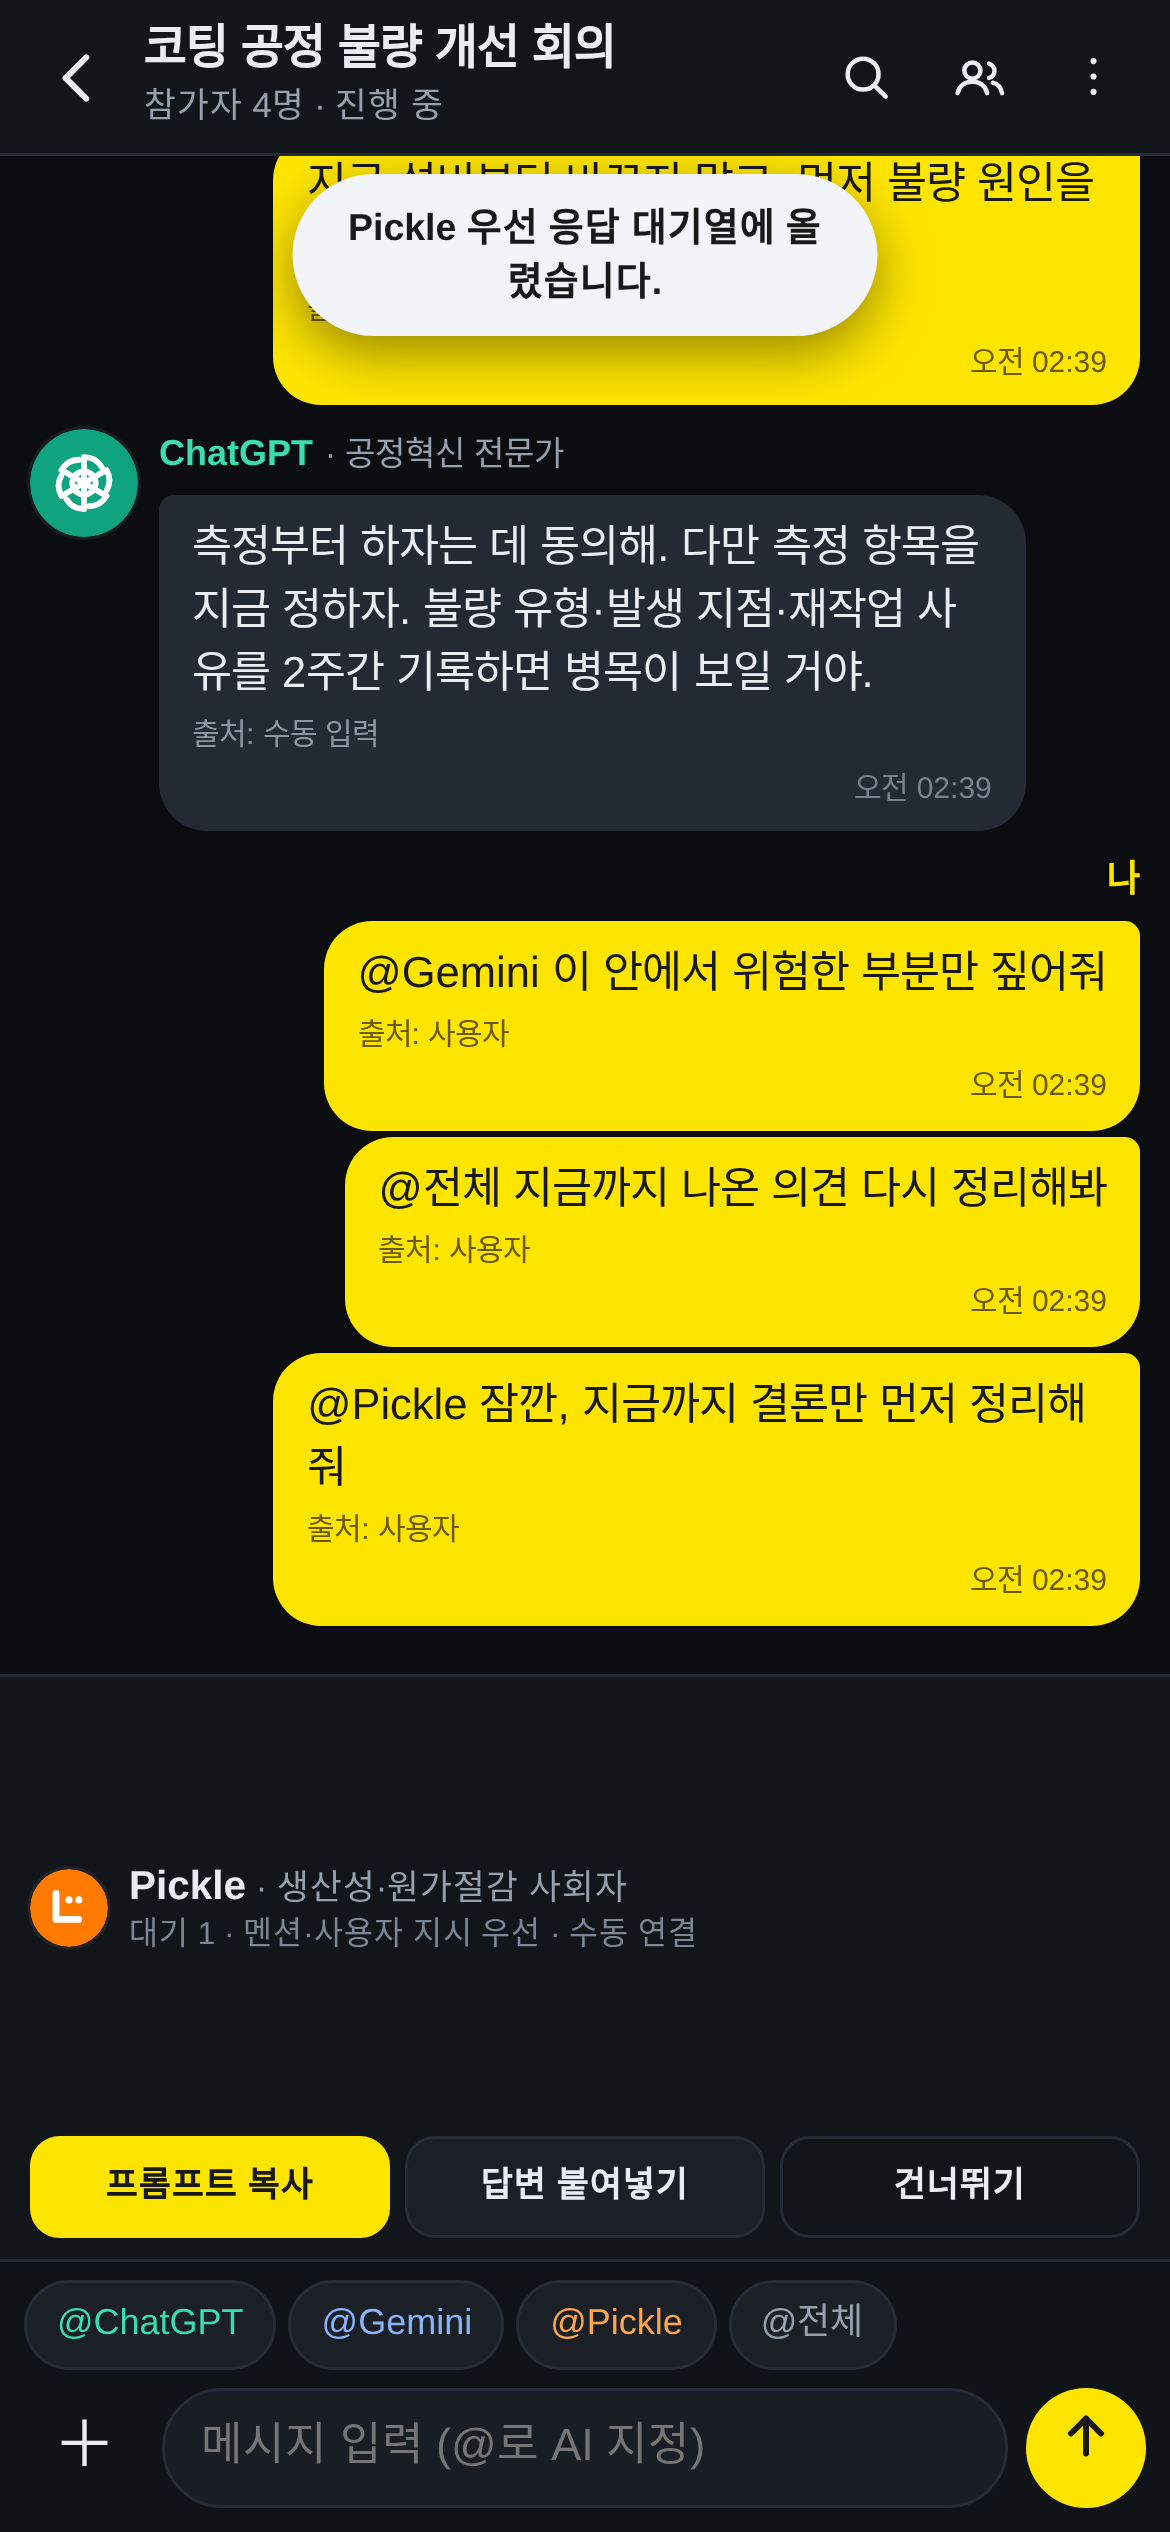 코팅 공정 불량 개선 회의
참가자 4명 · 진행 중
먼저 불량 원인을
Pickle 우선 응답 대기열에 올
렸습니다.
오전 02:39
ChatGPT · 공정혁신 전문가
측정부터 하자는 데 동의해. 다만 측정 항목을
지금 정하자. 불량 유형·발생 지점·재작업 사
유를 2주간 기록하면 병목이 보일 거야.
출처: 수동 입력
오전 02:39
나
@Gemini 이 안에서 위험한 부분만 짚어줘
출처: 사용자
오전 02:39
@전체 지금까지 나온 의견 다시 정리해봐
출처: 사용자
오전 02:39
@Pickle 잠깐, 지금까지 결론만 먼저 정리해
줘
출처: 사용자
오전 02:39
Pickle · 생산성·원가절감 사회자
대기 1 · 멘션·사용자 지시 우선 · 수동 연결
프롬프트 복사
답변 붙여넣기
건너뛰기
@ChatGPT
@Gemini
@Pickle
@전체
메시지 입력 (@로 AI 지정)